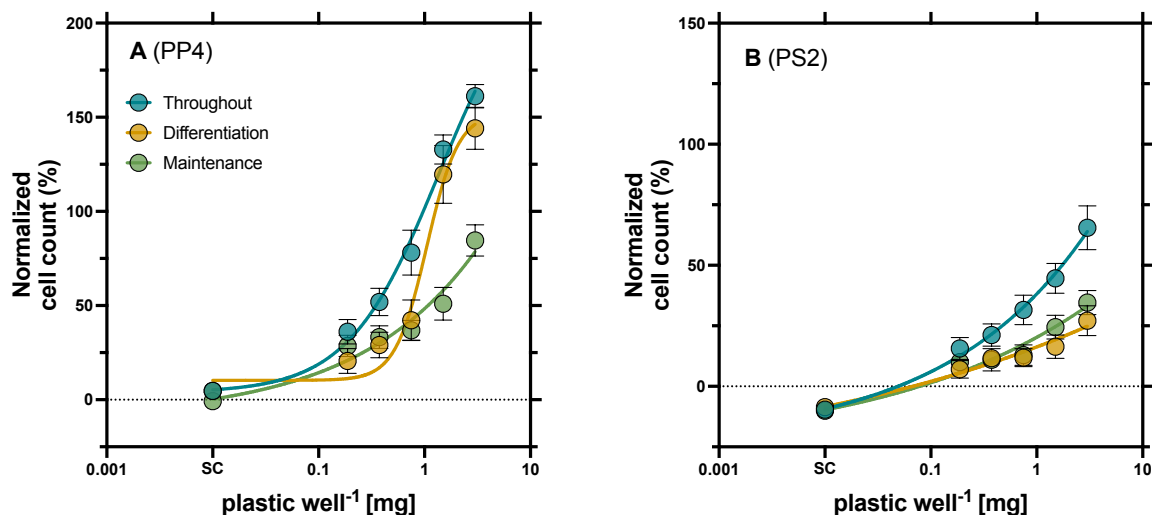 A (PP4)
Throughout
Differentiation
Maintenance
Normalized
cell count (%)
200
150
100
50
0
0.001
SC
0.1
1
10
plastic well⁻¹ [mg]
B (PS2)
Normalized
cell count (%)
150
100
50
0
0.001
SC
0.1
1
10
plastic well⁻¹ [mg]